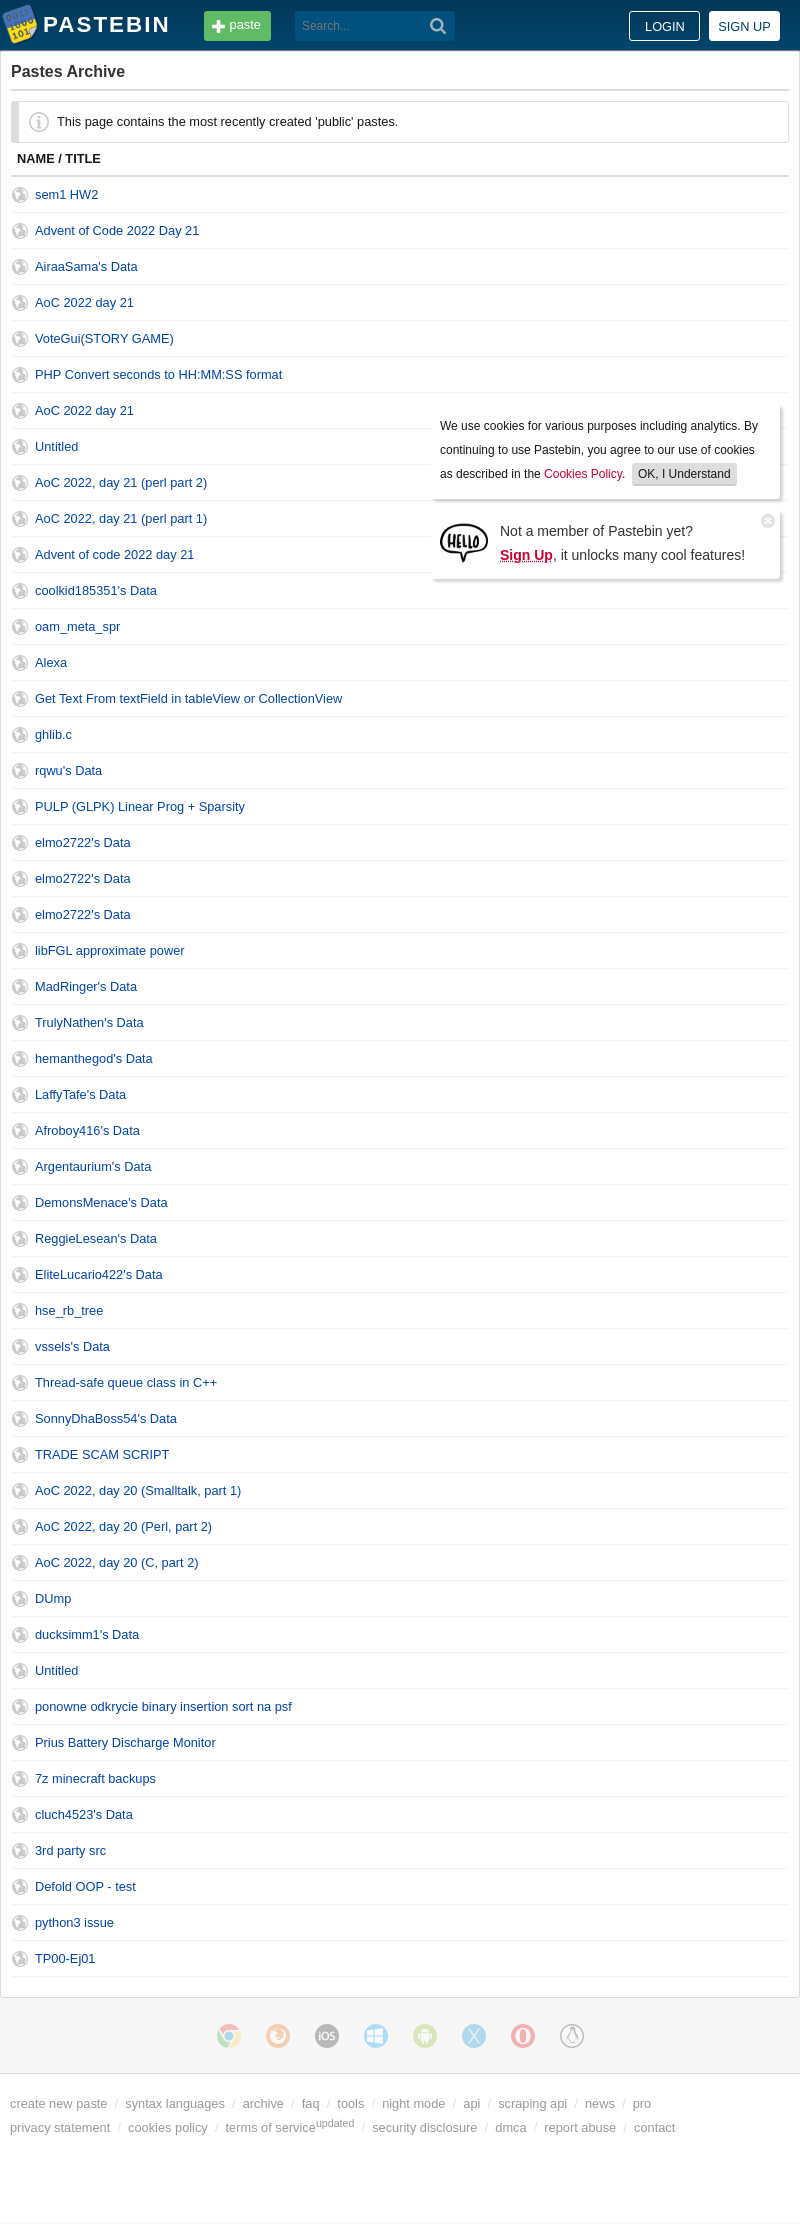 PASTEBIN paste Search... LOGIN SIGN UP
Pastes Archive
This page contains the most recently created 'public' pastes.
NAME / TITLE
sem1 HW2
Advent of Code 2022 Day 21
AiraaSama's Data
AoC 2022 day 21
VoteGui(STORY GAME)
PHP Convert seconds to HH:MM:SS format
AoC 2022 day 21
Untitled
AoC 2022, day 21 (perl part 2)
AoC 2022, day 21 (perl part 1)
Advent of code 2022 day 21
We use cookies for various purposes including analytics. By
continuing to use Pastebin, you agree to our use of cookies
as described in the Cookies Policy. OK, I Understand
HELLO
Not a member of Pastebin yet?
Sign Up, it unlocks many cool features!
coolkid185351's Data
oam_meta_spr
Alexa
Get Text From textField in tableView or CollectionView
ghlib.c
rqwu's Data
PULP (GLPK) Linear Prog + Sparsity
elmo2722's Data
elmo2722's Data
elmo2722's Data
libFGL approximate power
MadRinger's Data
TrulyNathen's Data
hemanthegod's Data
LaffyTafe's Data
Afroboy416's Data
Argentaurium's Data
DemonsMenace's Data
ReggieLesean's Data
EliteLucario422's Data
hse_rb_tree
vssels's Data
Thread-safe queue class in C++
SonnyDhaBoss54's Data
TRADE SCAM SCRIPT
AoC 2022, day 20 (Smalltalk, part 1)
AoC 2022, day 20 (Perl, part 2)
AoC 2022, day 20 (C, part 2)
DUmp
ducksimm1's Data
Untitled
ponowne odkrycie binary insertion sort na psf
Prius Battery Discharge Monitor
7z minecraft backups
cluch4523's Data
3rd party src
Defold OOP - test
python3 issue
TP00-Ej01
iOS
create new paste / syntax languages / archive / faq / tools / night mode / api / scraping api / news / pro
privacy statement / cookies policy / terms of service updated / security disclosure / dmca / report abuse / contact